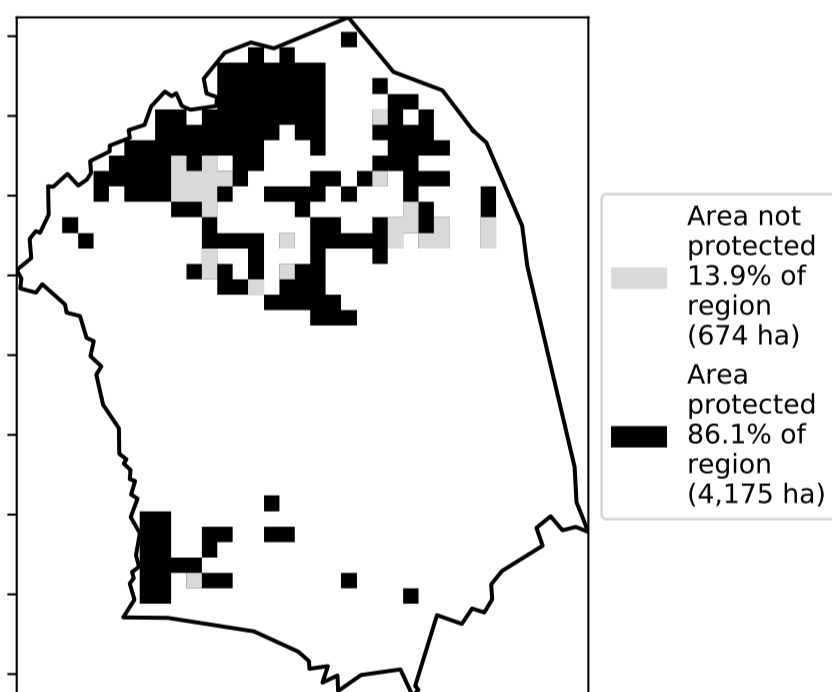 Area not
protected
13.9% of
region
(674 ha)
Area
protected
86.1% of
region
(4,175 ha)